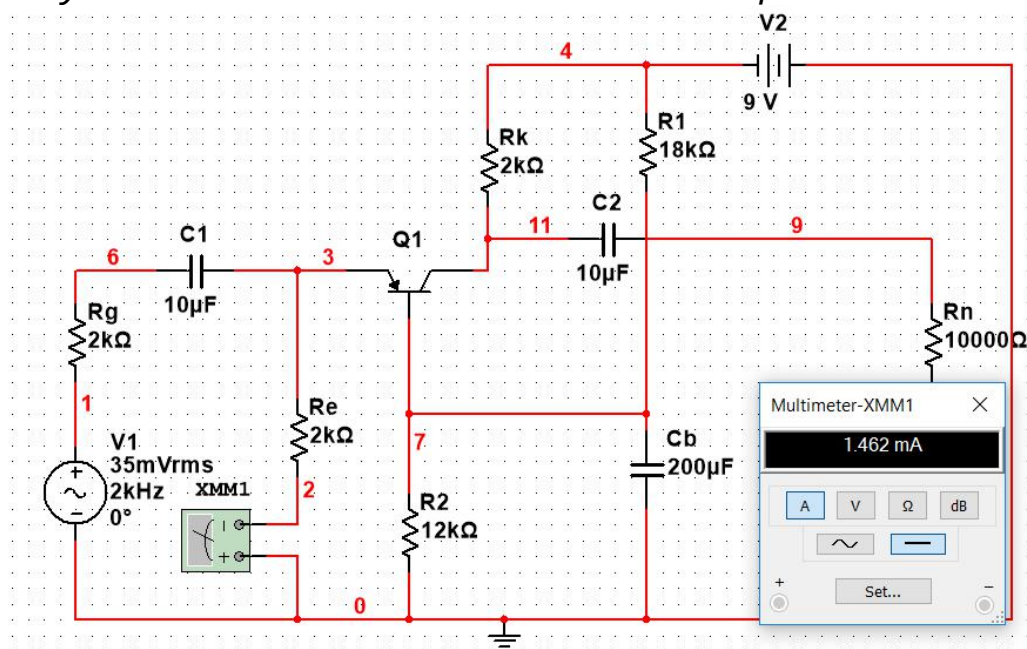 V2
4
9 V
R1
18kΩ
Rk
2kΩ
C2
11
9
10µF
C1
Q1
6
3
10µF
Rg
2kΩ
Rn
10000Ω
1
Re
2kΩ
7
Cb
200µF
V1
35mVrms
2kHz
0°
XMM1
2
R2
12kΩ
0
Multimeter-XMM1
1.462 mA
A V Ω dB
+ Set... −